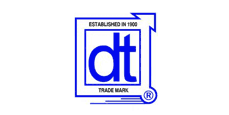 ESTABLISHED IN 1900
dt
TRADE MARK
®